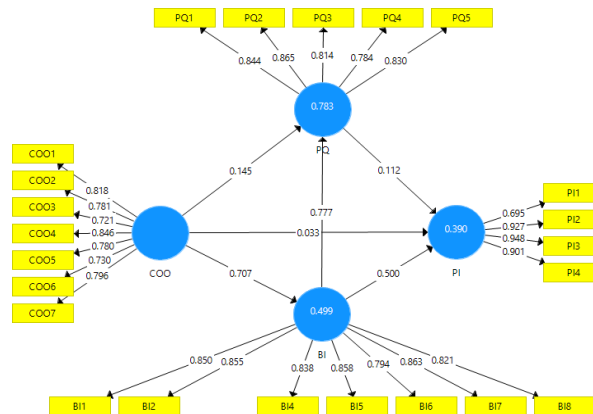 PQ1 PQ2 PQ3 PQ4 PQ5
0.844 0.865 0.814 0.784 0.830
0.783
PQ
COO1
COO2
COO3
COO4
COO5
COO6
COO7
0.818
0.781
0.721
0.846
0.780
0.730
0.796
COO
0.145
0.112
0.777
0.033
0.707
0.500
0.390
PI
0.695
0.927
0.948
0.901
PI1
PI2
PI3
PI4
0.499
BI
0.850 0.855 0.838 0.858 0.794 0.863 0.821
BI1 BI2 BI4 BI5 BI6 BI7 BI8